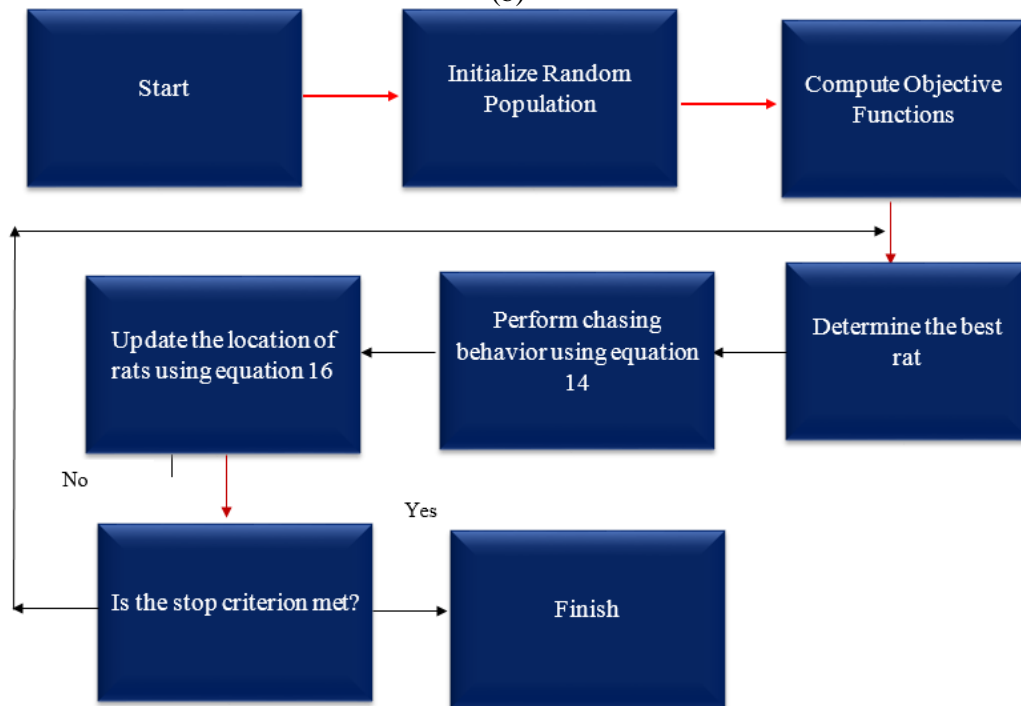 Start
Initialize Random
Population
Compute Objective
Functions
Determine the best
rat
Perform chasing
behavior using equation
14
Update the location of
rats using equation 16
No
Is the stop criterion met?
Yes
Finish